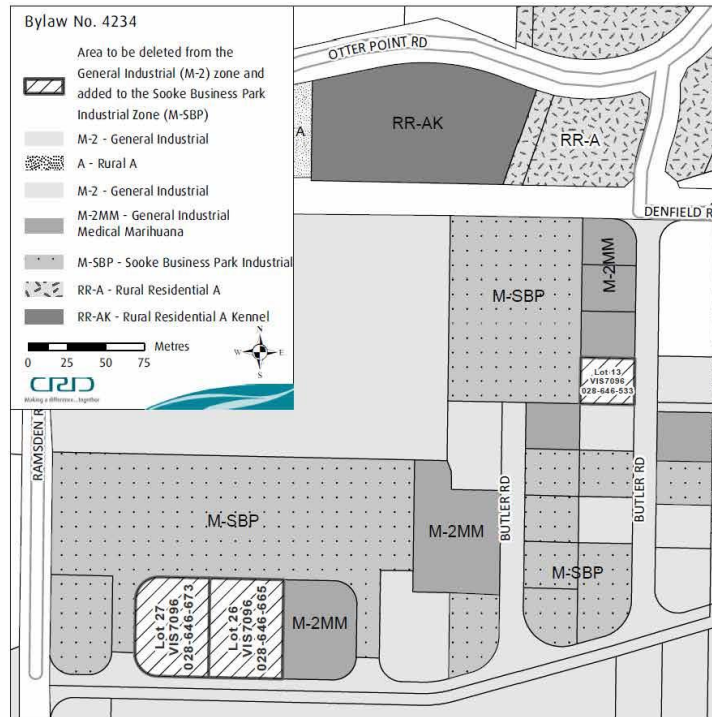 Bylaw No. 4234
Area to be deleted from the
General Industrial (M-2) zone and
added to the Sooke Business Park
Industrial Zone (M-SBP)
M-2 - General Industrial
A - Rural A
M-2 - General Industrial
M-2MM - General Industrial
Medical Marihuana
M-SBP - Sooke Business Park Industrial
RR-A - Rural Residential A
RR-AK - Rural Residential A Kennel
N
W
E
S
Metres
0 25 50 75
CRD
Making a difference...together
OTTER POINT RD
A
RR-AK
RR-A
DENFIELD R
M-SBP
M-2MM
Lot 13
VIS7096
028-646-533
RAMSDEN R
M-SBP
M-2MM
BUTLER RD
BUTLER RD
M-SBP
Lot 27
VIS7096
028-646-673
Lot 26
VIS7096
028-646-665
M-2MM